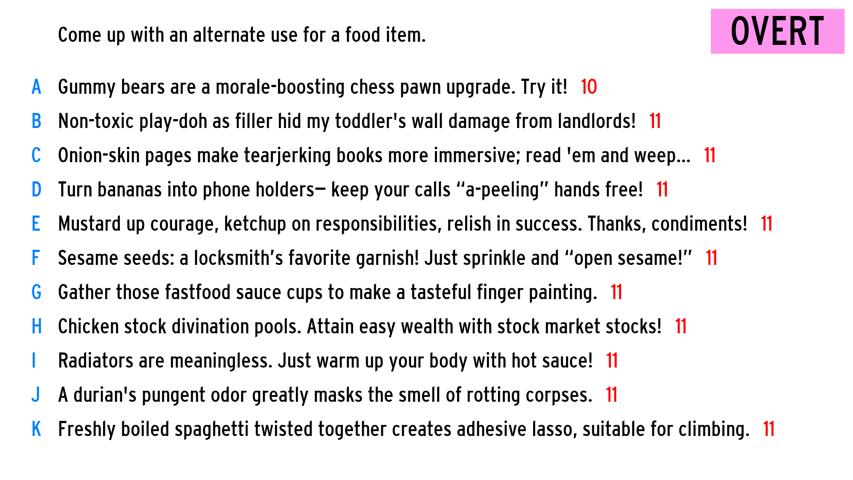 Come up with an alternate use for a food item.
OVERT
A Gummy bears are a morale-boosting chess pawn upgrade. Try it! 10
B Non-toxic play-doh as filler hid my toddler's wall damage from landlords! 11
C Onion-skin pages make tearjerking books more immersive; read 'em and weep... 11
D Turn bananas into phone holders— keep your calls “a-peeling” hands free! 11
E Mustard up courage, ketchup on responsibilities, relish in success. Thanks, condiments! 11
F Sesame seeds: a locksmith’s favorite garnish! Just sprinkle and “open sesame!” 11
G Gather those fastfood sauce cups to make a tasteful finger painting. 11
H Chicken stock divination pools. Attain easy wealth with stock market stocks! 11
I Radiators are meaningless. Just warm up your body with hot sauce! 11
J A durian's pungent odor greatly masks the smell of rotting corpses. 11
K Freshly boiled spaghetti twisted together creates adhesive lasso, suitable for climbing. 11